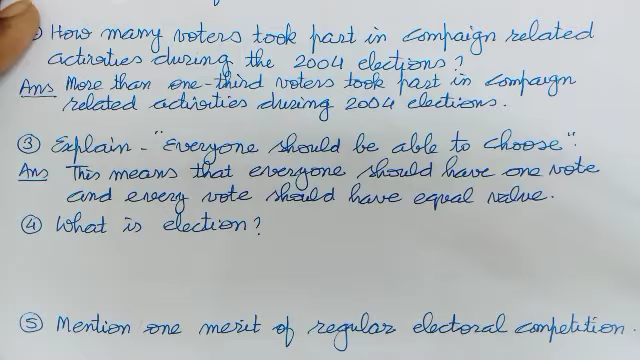 How many voters took part in compaign related
activities during the 2004 elections?
Ans More than one-third voters took part in compaign
related activities during 2004 elections.
③ Explain - "Everyone should be able to choose".
Ans This means that everyone should have one vote
and every vote should have equal value.
④ What is election?
⑤ Mention one merit of regular electoral competition.